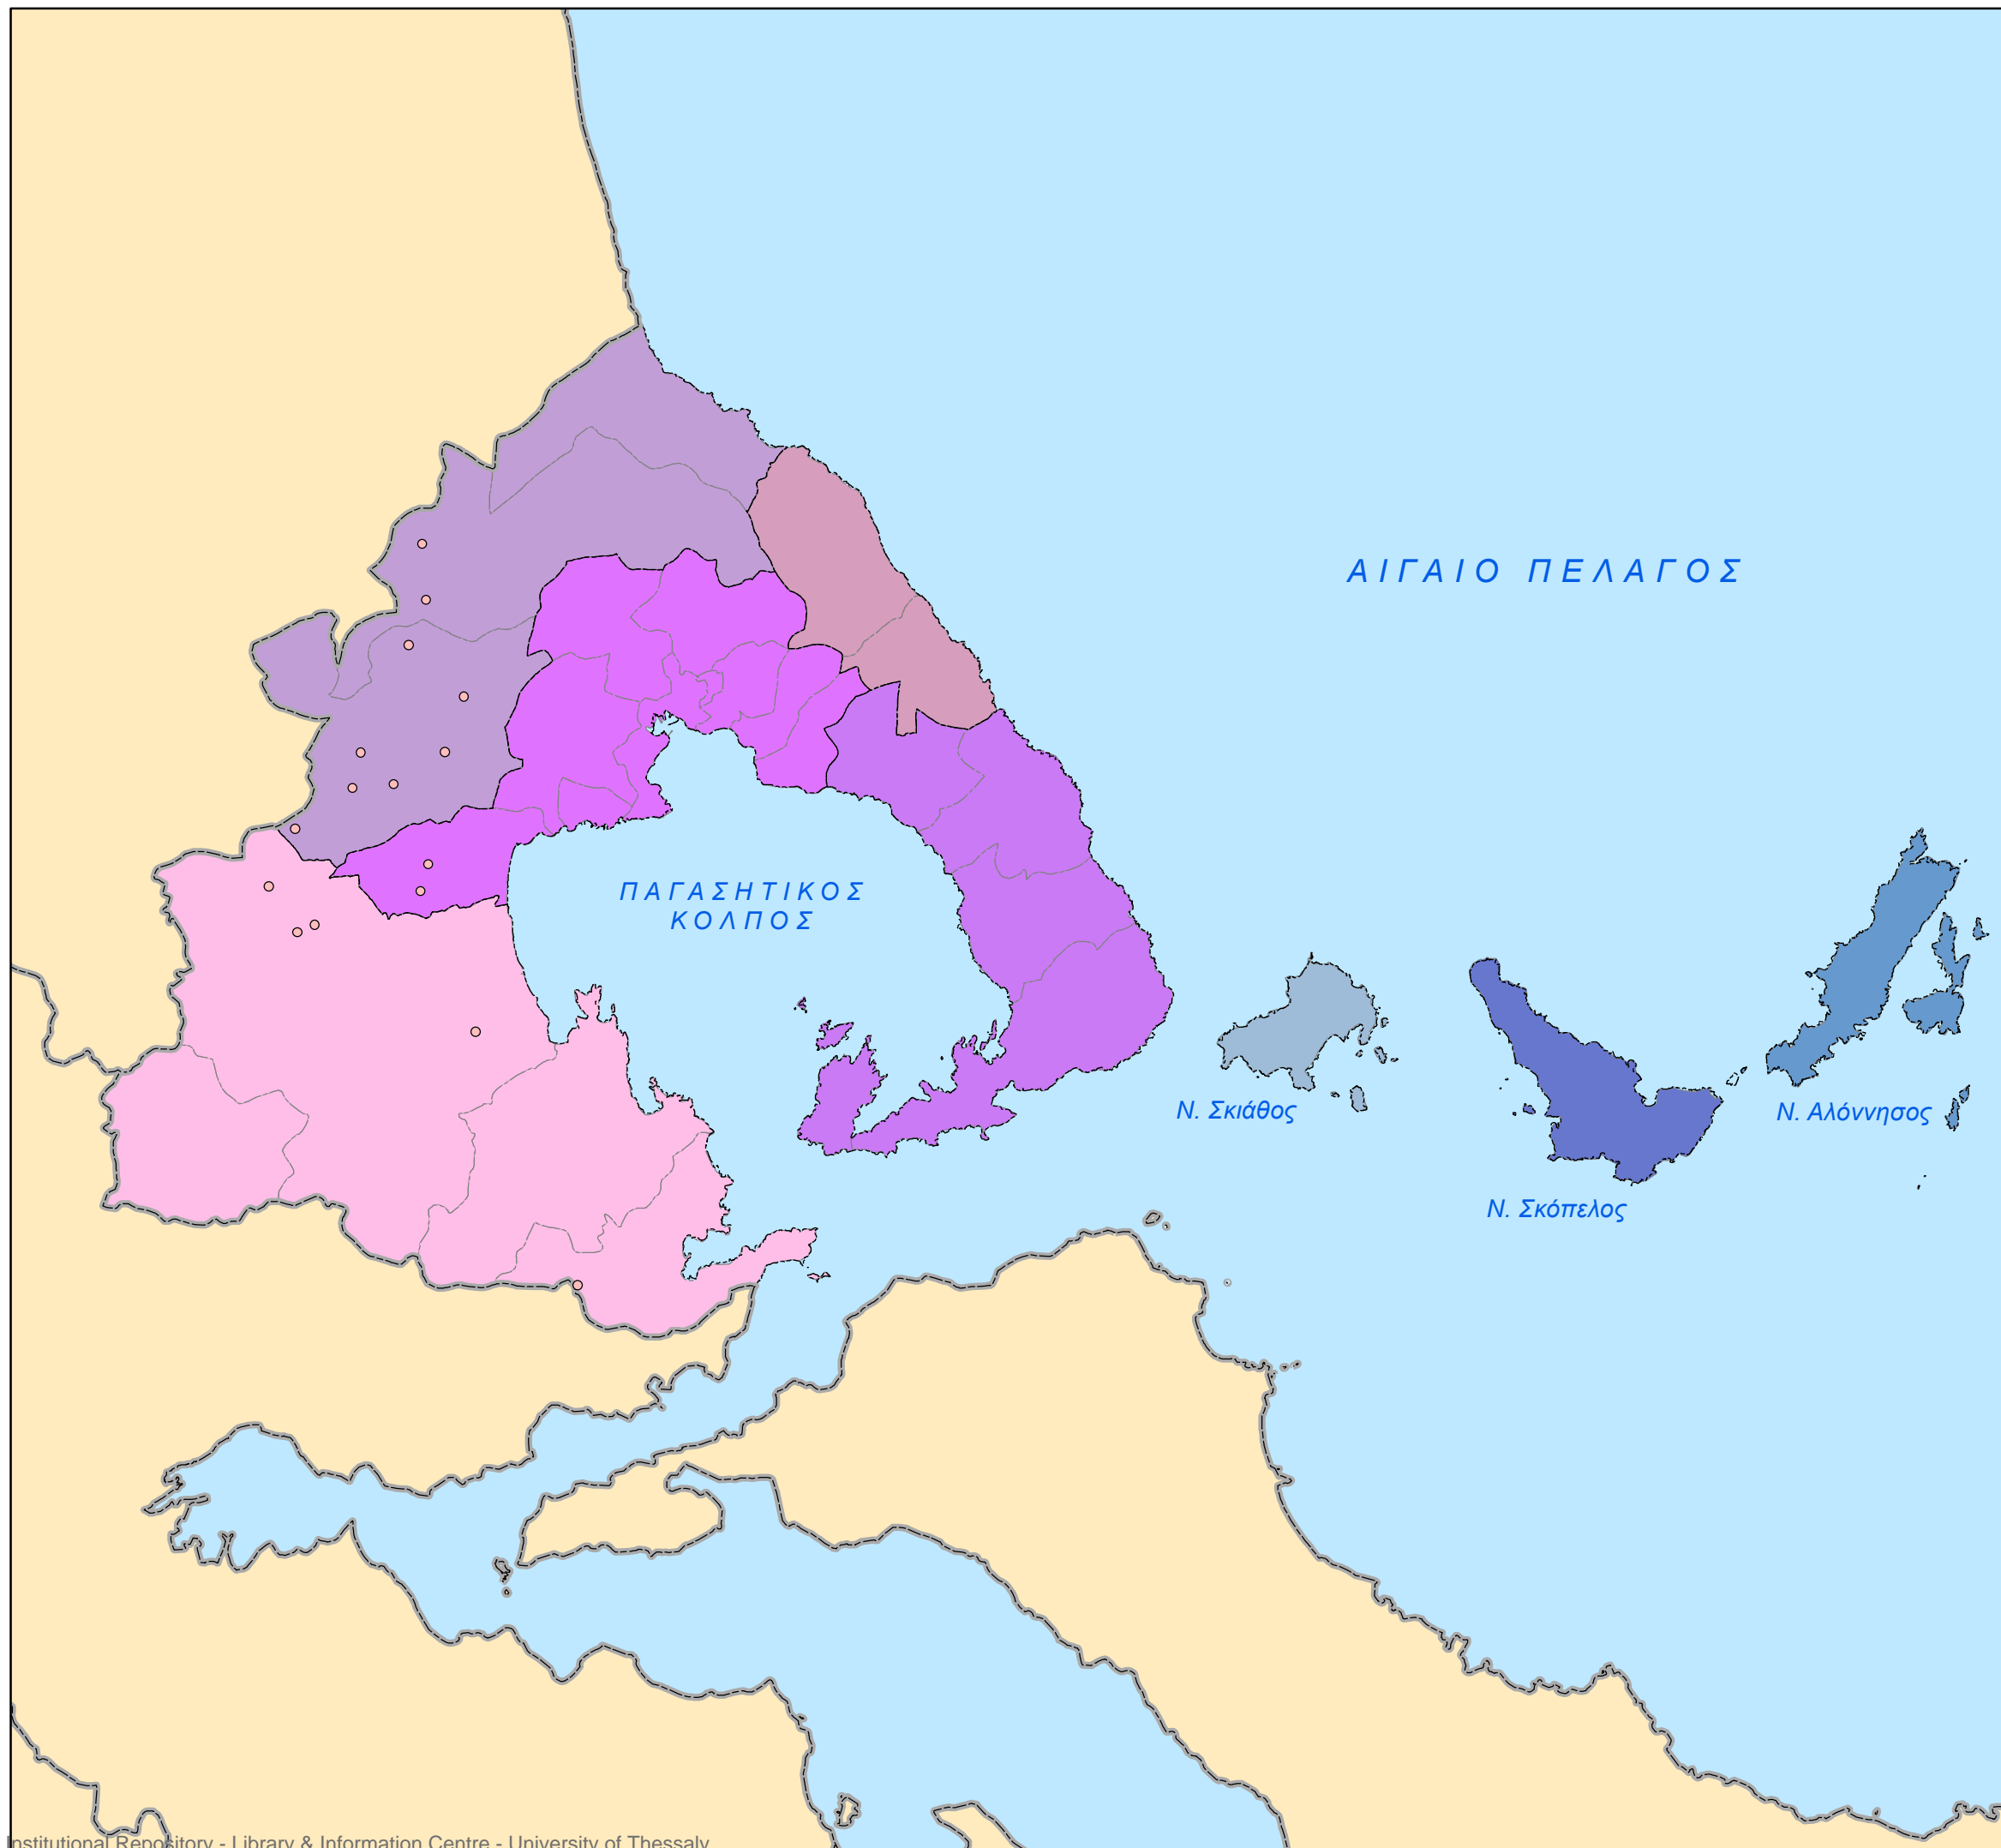 Α Ι Γ Α Ι Ο Π Ε Λ Α Γ Ο Σ
Π Α Γ Α Σ Η Τ Ι Κ Ο Σ
Κ Ο Λ Π Ο Σ
Ν. Σκιάθος
Ν. Αλόννησος
Ν. Σκόπελος
Institutional Repository - Library & Information Centre - University of Thessaly